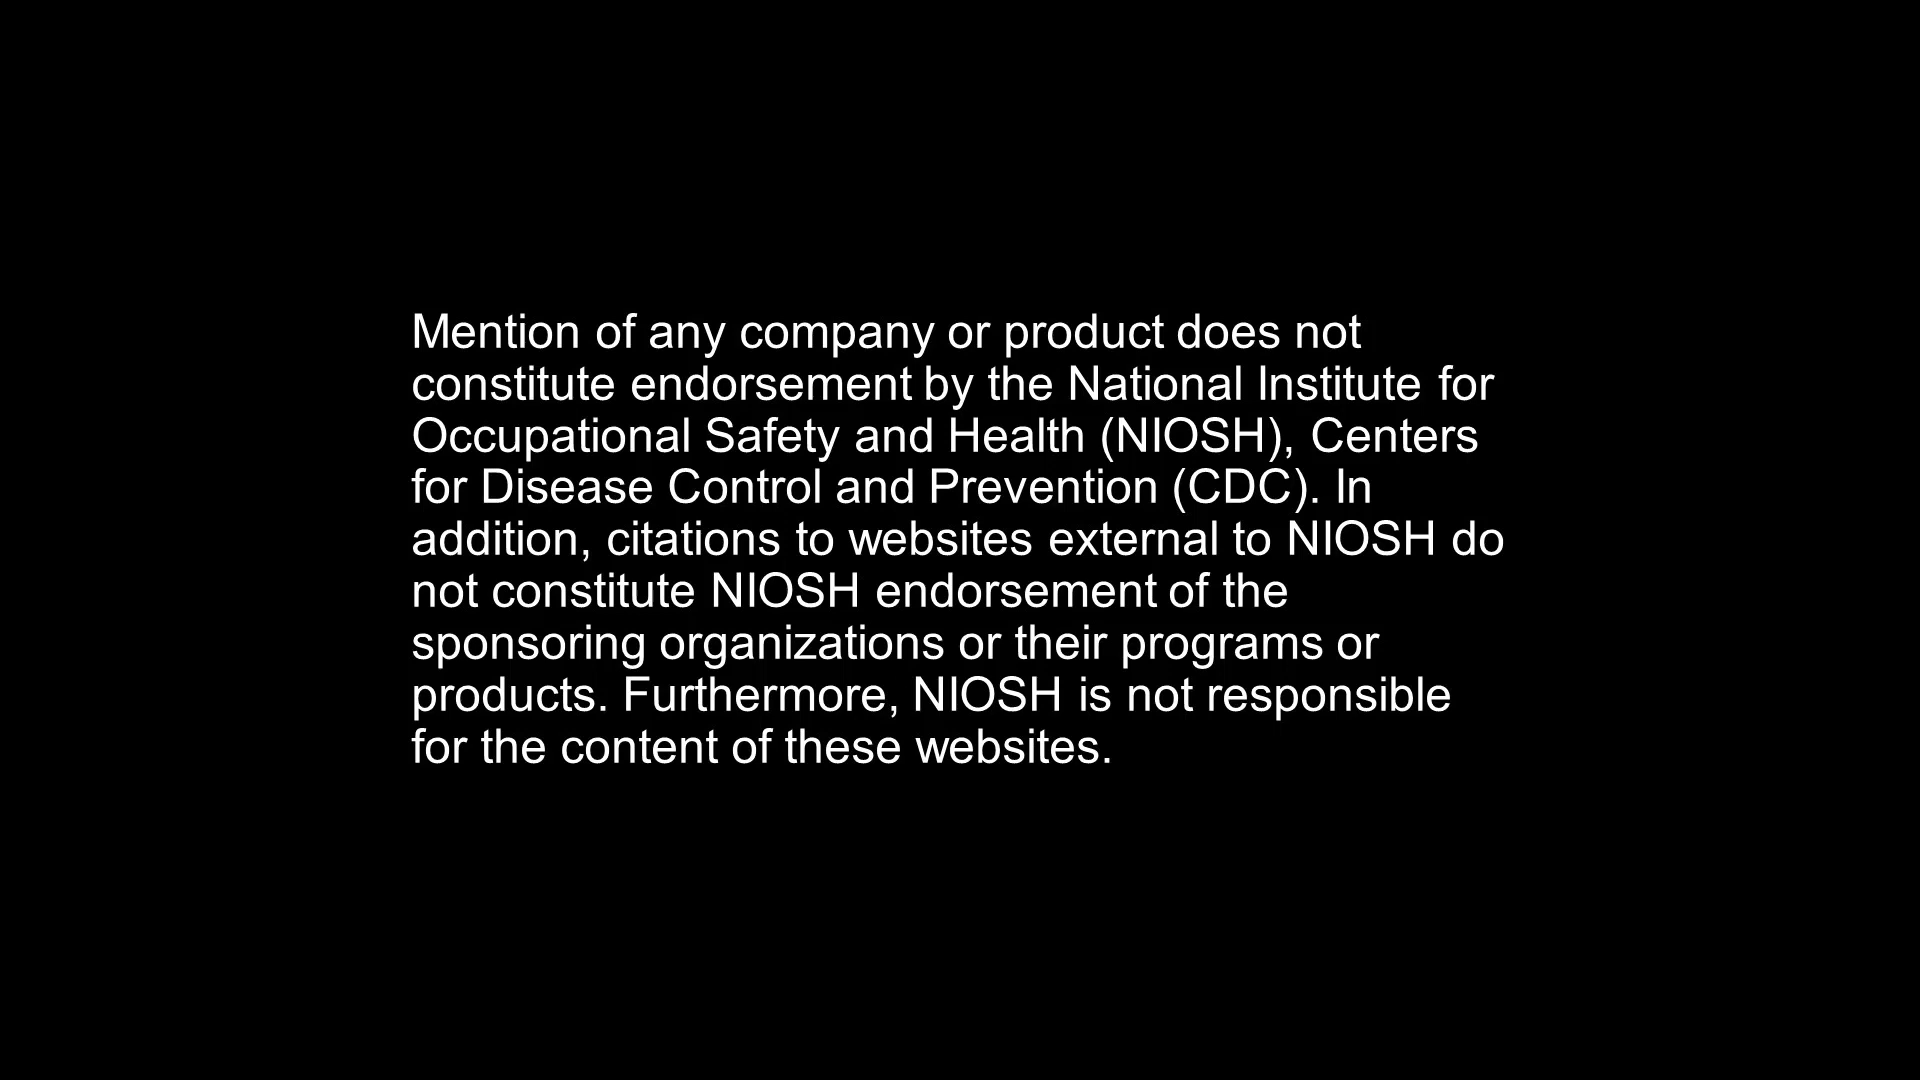 Mention of any company or product does not
constitute endorsement by the National Institute for
Occupational Safety and Health (NIOSH), Centers
for Disease Control and Prevention (CDC). In
addition, citations to websites external to NIOSH do
not constitute NIOSH endorsement of the
sponsoring organizations or their programs or
products. Furthermore, NIOSH is not responsible
for the content of these websites.